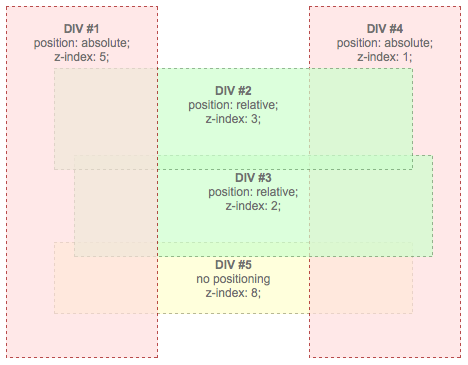 DIV #1
position: absolute;
z-index: 5;
DIV #4
position: absolute;
z-index: 1;
DIV #2
position: relative;
z-index: 3;
DIV #3
position: relative;
z-index: 2;
DIV #5
no positioning
z-index: 8;